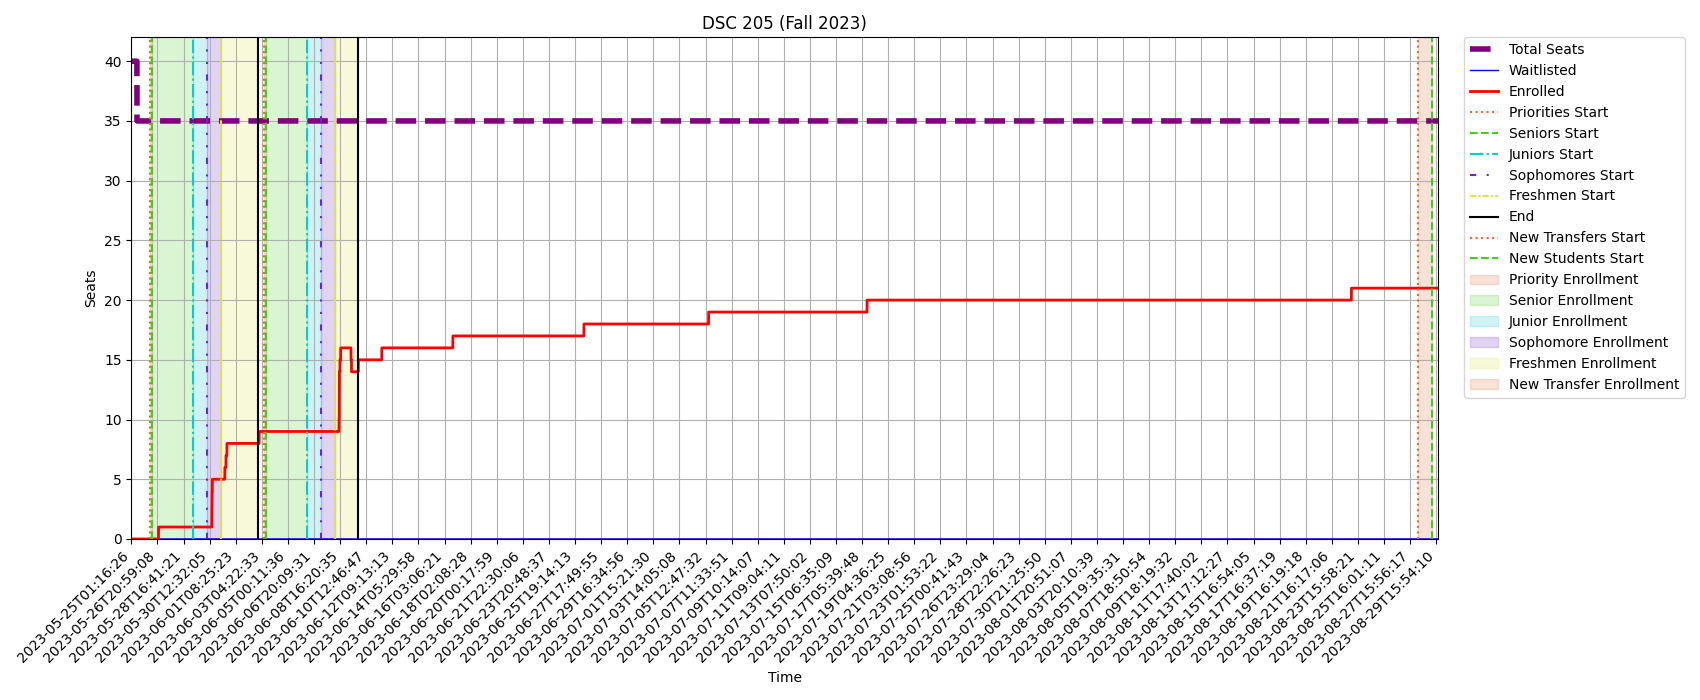 DSC 205 (Fall 2023)
Seats
40
35
30
25
20
15
10
5
0
2023-05-25T01:16:26
2023-05-26T20:59:08
2023-05-28T16:41:21
2023-05-30T12:32:05
2023-06-01T08:25:23
2023-06-03T04:22:33
2023-06-05T00:11:36
2023-06-06T20:09:31
2023-06-08T16:20:35
2023-06-10T12:46:47
2023-06-12T09:13:13
2023-06-14T05:29:58
2023-06-16T03:06:21
2023-06-18T02:08:28
2023-06-20T00:17:59
2023-06-21T22:30:06
2023-06-23T20:48:37
2023-06-25T19:14:13
2023-06-27T17:49:55
2023-06-29T16:34:56
2023-07-01T15:21:30
2023-07-03T14:05:08
2023-07-05T12:47:32
2023-07-07T11:33:51
2023-07-09T10:14:07
2023-07-11T09:04:11
2023-07-13T07:50:02
2023-07-15T06:35:09
2023-07-17T05:39:48
2023-07-19T04:36:25
2023-07-21T03:08:56
2023-07-23T01:53:22
2023-07-25T00:41:43
2023-07-26T23:29:04
2023-07-28T22:26:23
2023-07-30T21:25:50
2023-08-01T20:51:07
2023-08-03T20:10:39
2023-08-05T19:35:31
2023-08-07T18:50:54
2023-08-09T18:19:32
2023-08-11T17:40:02
2023-08-13T17:12:27
2023-08-15T16:54:05
2023-08-17T16:37:19
2023-08-19T16:19:18
2023-08-21T16:17:06
2023-08-23T15:58:21
2023-08-25T16:01:11
2023-08-27T15:56:17
2023-08-29T15:54:10
Time
Total Seats
Waitlisted
Enrolled
Priorities Start
Seniors Start
Juniors Start
Sophomores Start
Freshmen Start
End
New Transfers Start
New Students Start
Priority Enrollment
Senior Enrollment
Junior Enrollment
Sophomore Enrollment
Freshmen Enrollment
New Transfer Enrollment